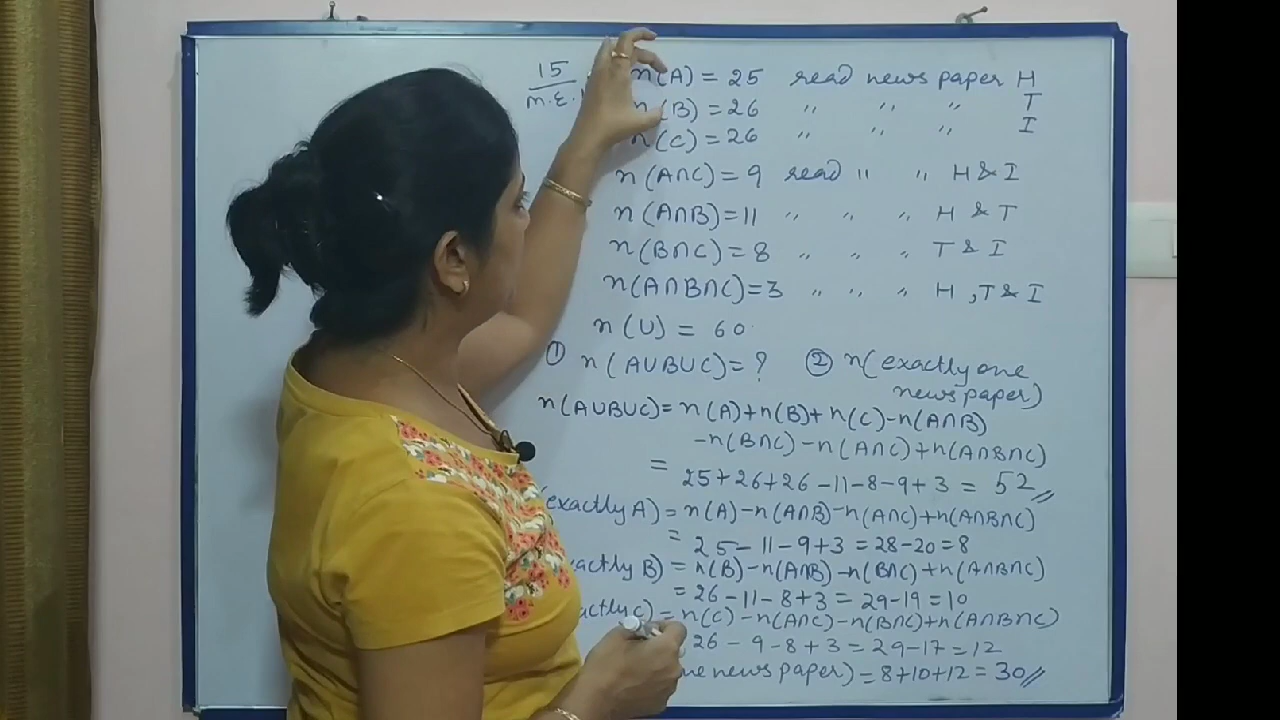 15
M.E.
n(A) = 25 read news paper H
n(B) = 26 " " " T
n(C) = 26 " " " I
n(A∩C) = 9 read " " H & I
n(A∩B) = 11 " " " H & T
n(B∩C) = 8 " " " T & I
n(A∩B∩C) = 3 " " " H, T & I
n(U) = 60
① n(AUBUC) = ? ② n(exactly one
news paper)
n(AUBUC) = n(A)+n(B)+n(C)-n(A∩B)
-n(B∩C)-n(A∩C)+n(A∩B∩C)
= 25+26+26-11-8-9+3 = 52
(exactly A) = n(A)-n(A∩B)-n(A∩C)+n(A∩B∩C)
= 25-11-9+3 = 28-20 = 8
actly B) = n(B)-n(A∩B)-n(B∩C)+n(A∩B∩C)
= 26-11-8+3 = 29-19 = 10
actly C) = n(C)-n(A∩C)-n(B∩C)+n(A∩B∩C)
26-9-8+3 = 29-17 = 12
ne news paper) = 8+10+12 = 30